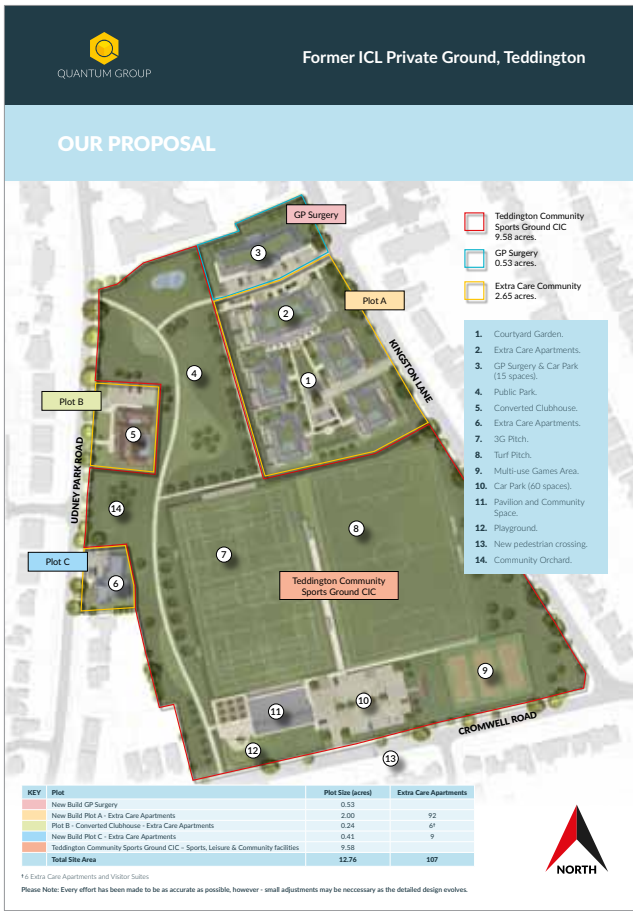 QUANTUM GROUP
Former ICL Private Ground, Teddington
OUR PROPOSAL
GP Surgery
Teddington Community
Sports Ground CIC
9.58 acres.
GP Surgery
0.53 acres.
Extra Care Community
2.65 acres.
3
Plot A
2
1. Courtyard Garden.
2. Extra Care Apartments.
3. GP Surgery & Car Park
(15 spaces).
4. Public Park.
5. Converted Clubhouse.
6. Extra Care Apartments.
7. 3G Pitch.
8. Turf Pitch.
9. Multi-use Games Area.
10. Car Park (60 spaces).
11. Pavilion and Community
Space.
12. Playground.
13. New pedestrian crossing.
14. Community Orchard.
KINGSTON LANE
4
1
Plot B
5
UDNEY PARK ROAD
14
8
7
Plot C
6
Teddington Community
Sports Ground CIC
9
10
11
CROMWELL ROAD
12
13
KEY Plot Plot Size (acres) Extra Care Apartments
New Build GP Surgery 0.53
New Build Plot A - Extra Care Apartments 2.00 92
Plot B - Converted Clubhouse - Extra Care Apartments 0.24 6†
New Build Plot C - Extra Care Apartments 0.41 9
Teddington Community Sports Ground CIC – Sports, Leisure & Community facilities 9.58
Total Site Area 12.76 107
†6 Extra Care Apartments and Visitor Suites
Please Note: Every effort has been made to be as accurate as possible, however - small adjustments may be neccessary as the detailed design evolves.
NORTH